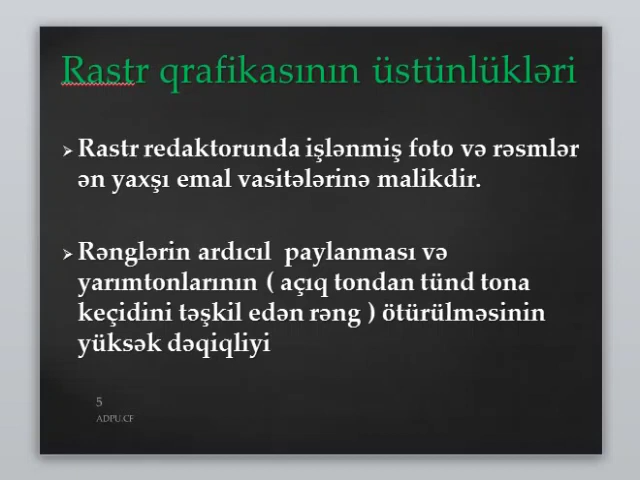 Rastr qrafikasının üstünlükləri
Rastr redaktorunda işlənmiş foto və rəsmlər
ən yaxşı emal vasitələrinə malikdir.
Rənglərin ardıcıl paylanması və
yarımtonlarının ( açıq tondan tünd tona
keçidini təşkil edən rəng ) ötürülməsinin
yüksək dəqiqliyi
5
ADPU.CF